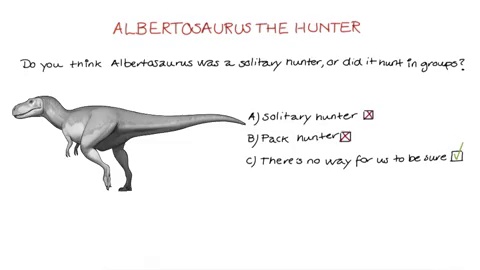 ALBERTOSAURUS THE HUNTER
Do you think Albertosaurus was a solitary hunter, or did it hunt in groups?
A) Solitary hunter
B) Pack hunter
C) There's no way for us to be sure